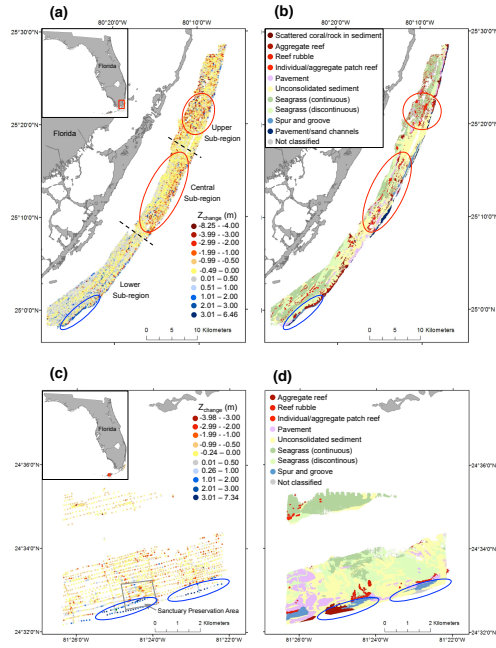 (a)
(b)
80°20'0"W
80°10'0"W
80°20'0"W
80°10'0"W
25°30'0"N
25°20'0"N
25°10'0"N
25°0'0"N
Florida
Florida
Upper
Sub-region
Central
Sub-region
Lower
Sub-region
Zchange (m)
-8.25 - -4.00
-3.99 - -3.00
-2.99 - -2.00
-1.99 - -1.00
-0.99 - -0.50
-0.49 – 0.00
0.01 – 0.50
0.51 – 1.00
1.01 – 2.00
2.01 – 3.00
3.01 – 6.46
0 5 10 Kilometers
Scattered coral/rock in sediment
Aggregate reef
Reef rubble
Individual/aggregate patch reef
Pavement
Unconsolidated sediment
Seagrass (continuous)
Seagrass (discontinuous)
Spur and groove
Pavement/sand channels
Not classified
25°30'0"N
25°20'0"N
25°10'0"N
25°0'0"N
0 5 10 Kilometers
(c)
(d)
Florida
Zchange (m)
-3.98 - -3.00
-2.99 - -2.00
-1.99 – -1.00
-0.99 – -0.50
-0.24 – 0.00
0.01 – 0.50
0.26 – 1.00
1.01 – 2.00
2.01 – 3.00
3.01 – 7.34
24°36'0"N
24°34'0"N
24°32'0"N
Sanctuary Preservation Area
0 1 2 Kilometers
81°26'0"W
81°24'0"W
81°22'0"W
Aggregate reef
Reef rubble
Individual/aggregate patch reef
Pavement
Unconsolidated sediment
Seagrass (continuous)
Seagrass (discontinuous)
Spur and groove
Not classified
24°36'0"N
24°34'0"N
24°32'0"N
0 1 2 Kilometers
81°26'0"W
81°24'0"W
81°22'0"W